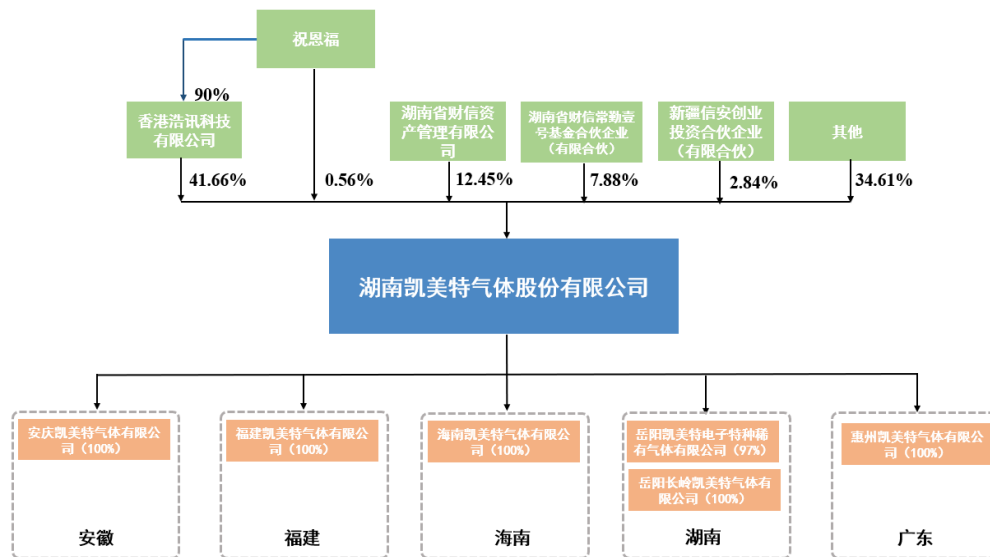 祝恩福
90%
香港浩讯科技
有限公司
湖南省财信资
产管理有限公
司
湖南省财信常勤壹
号基金合伙企业
（有限合伙）
新疆信安创业
投资合伙企业
（有限合伙）
其他
41.66%
0.56%
12.45%
7.88%
2.84%
34.61%
湖南凯美特气体股份有限公司
安庆凯美特气体有限公
司（100%）
安徽
福建凯美特气体有限公
司（100%）
福建
海南凯美特气体有限公
司（100%）
海南
岳阳凯美特电子特种稀
有气体有限公司（97%）
岳阳长岭凯美特气体有
限公司（100%）
湖南
惠州凯美特气体有限公
司（100%）
广东